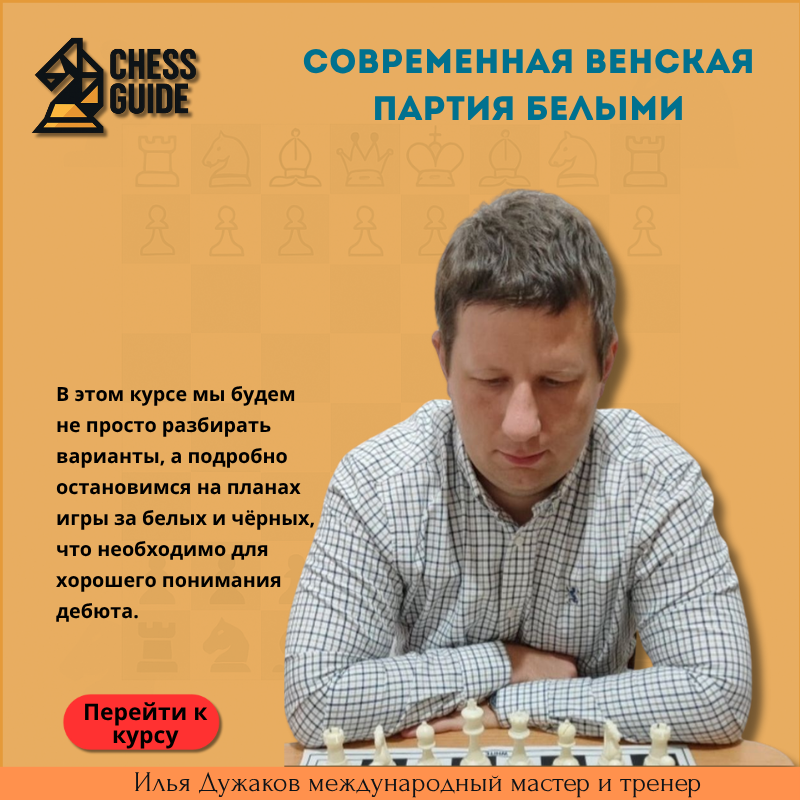 CHESS
GUIDE
СОВРЕМЕННАЯ ВЕНСКАЯ
ПАРТИЯ БЕЛЫМИ
В этом курсе мы будем
не просто разбирать
варианты, а подробно
остановимся на планах
игры за белых и чёрных,
что необходимо для
хорошего понимания
дебюта.
Перейти к
курсу
WHITE
Илья Дужаков международный мастер и тренер